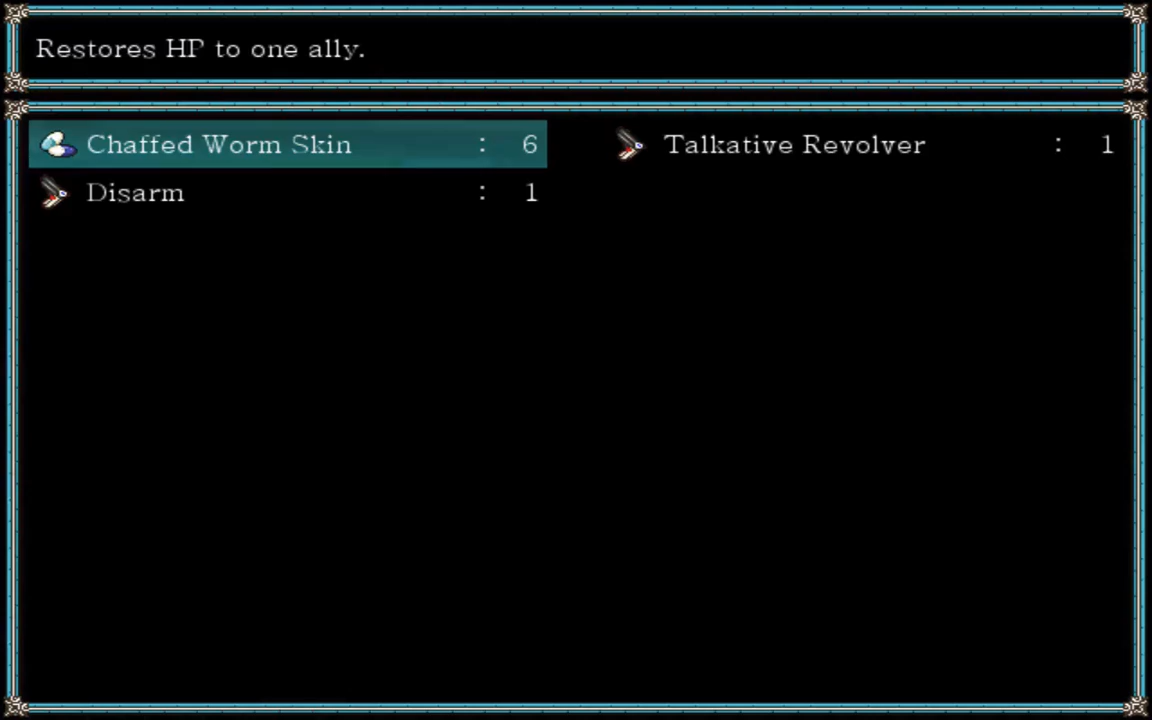 Restores HP to one ally.
Chaffed Worm Skin : 6 Talkative Revolver : 1
Disarm : 1